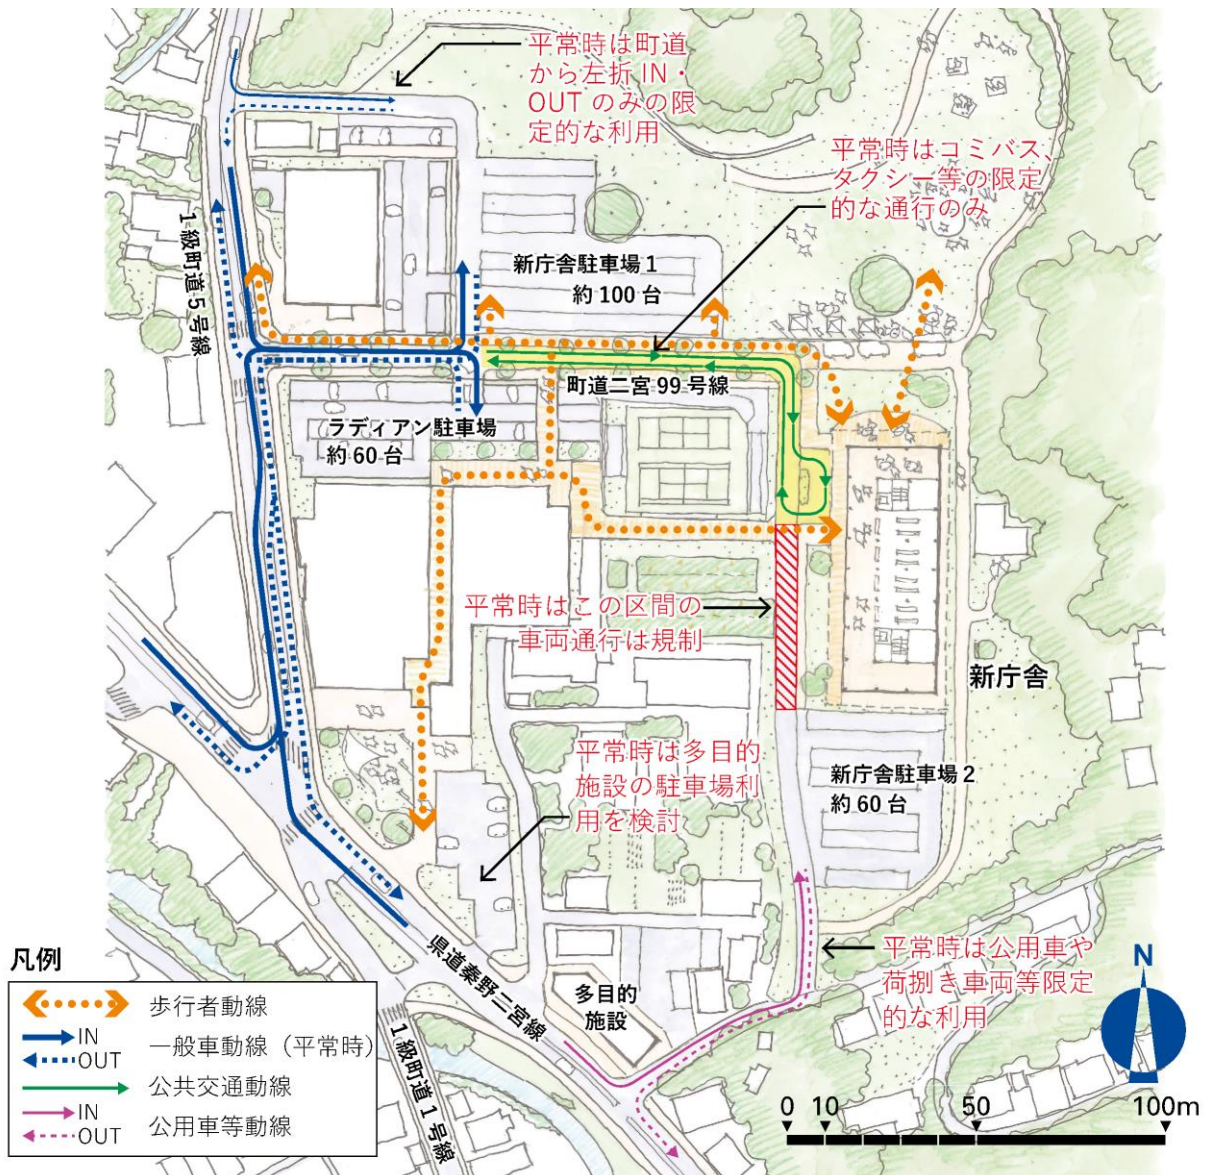 平常時は町道
から左折 IN・
OUT のみの限
定的な利用
平常時はコミバス、
タクシー等の限定
的な通行のみ
1級町道5号線
新庁舎駐車場1
約100台
町道二宮99号線
ラディアン駐車場
約60台
平常時はこの区間の
車両通行は規制
新庁舎
平常時は多目的
施設の駐車場利
用を検討
新庁舎駐車場2
約60台
県道秦野二宮線
多目的
施設
平常時は公用車や
荷捌き車両等限定
的な利用
1級町道1号線
凡例
歩行者動線
IN
OUT
一般車動線（平常時）
公共交通動線
IN
OUT
公用車等動線
N
0 10 50 100m